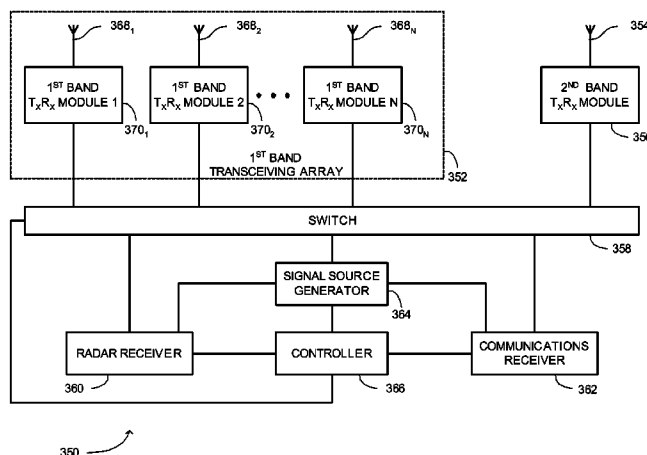 368₁
368₂
368ɴ
354
1ST BAND
TxRx MODULE 1
1ST BAND
TxRx MODULE 2
• • •
1ST BAND
TxRx MODULE N
2ND BAND
TxRx MODULE
370₁
370₂
370ɴ
1ST BAND
TRANSCEIVING ARRAY
352
SWITCH
358
SIGNAL SOURCE
GENERATOR
364
RADAR RECEIVER
CONTROLLER
COMMUNICATIONS
RECEIVER
360
366
362
350